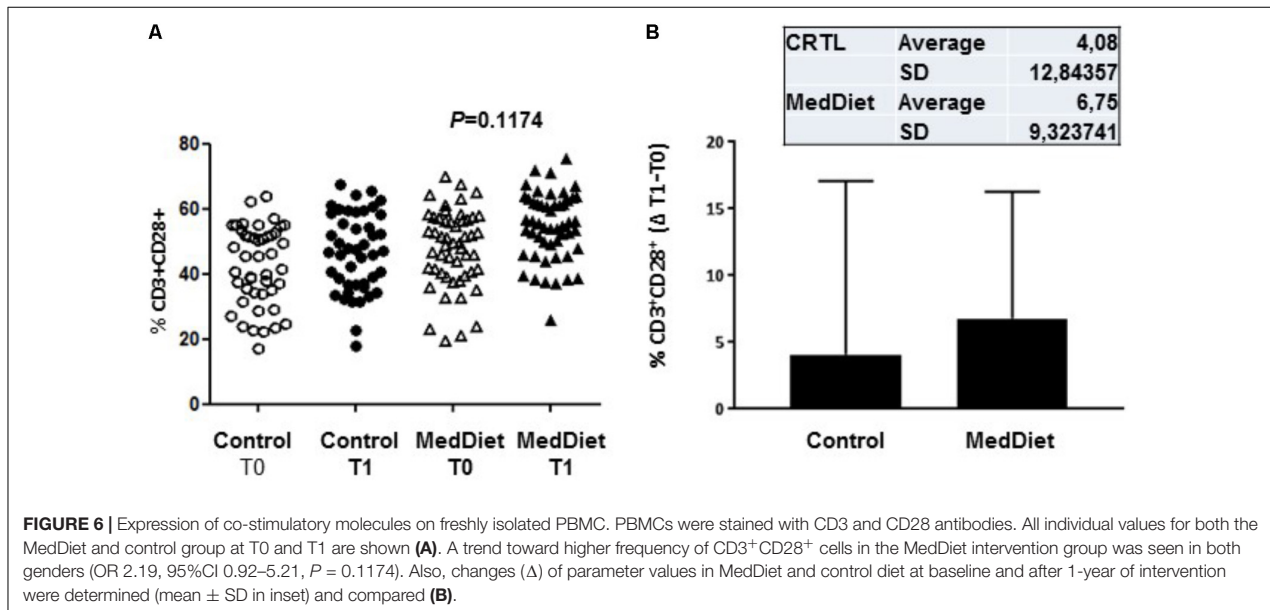 A
P=0.1174
% CD3+CD28+
80
60
40
20
0
Control T0
Control T1
MedDiet T0
MedDiet T1
B
CRTL Average 4,08
SD 12,84357
MedDiet Average 6,75
SD 9,323741
% CD3⁺CD28⁺ (Δ T1-T0)
20
15
10
5
0
Control
MedDiet
FIGURE 6 | Expression of co-stimulatory molecules on freshly isolated PBMC. PBMCs were stained with CD3 and CD28 antibodies. All individual values for both the
MedDiet and control group at T0 and T1 are shown (A). A trend toward higher frequency of CD3⁺CD28⁺ cells in the MedDiet intervention group was seen in both
genders (OR 2.19, 95%CI 0.92–5.21, P = 0.1174). Also, changes (Δ) of parameter values in MedDiet and control diet at baseline and after 1-year of intervention
were determined (mean ± SD in inset) and compared (B).